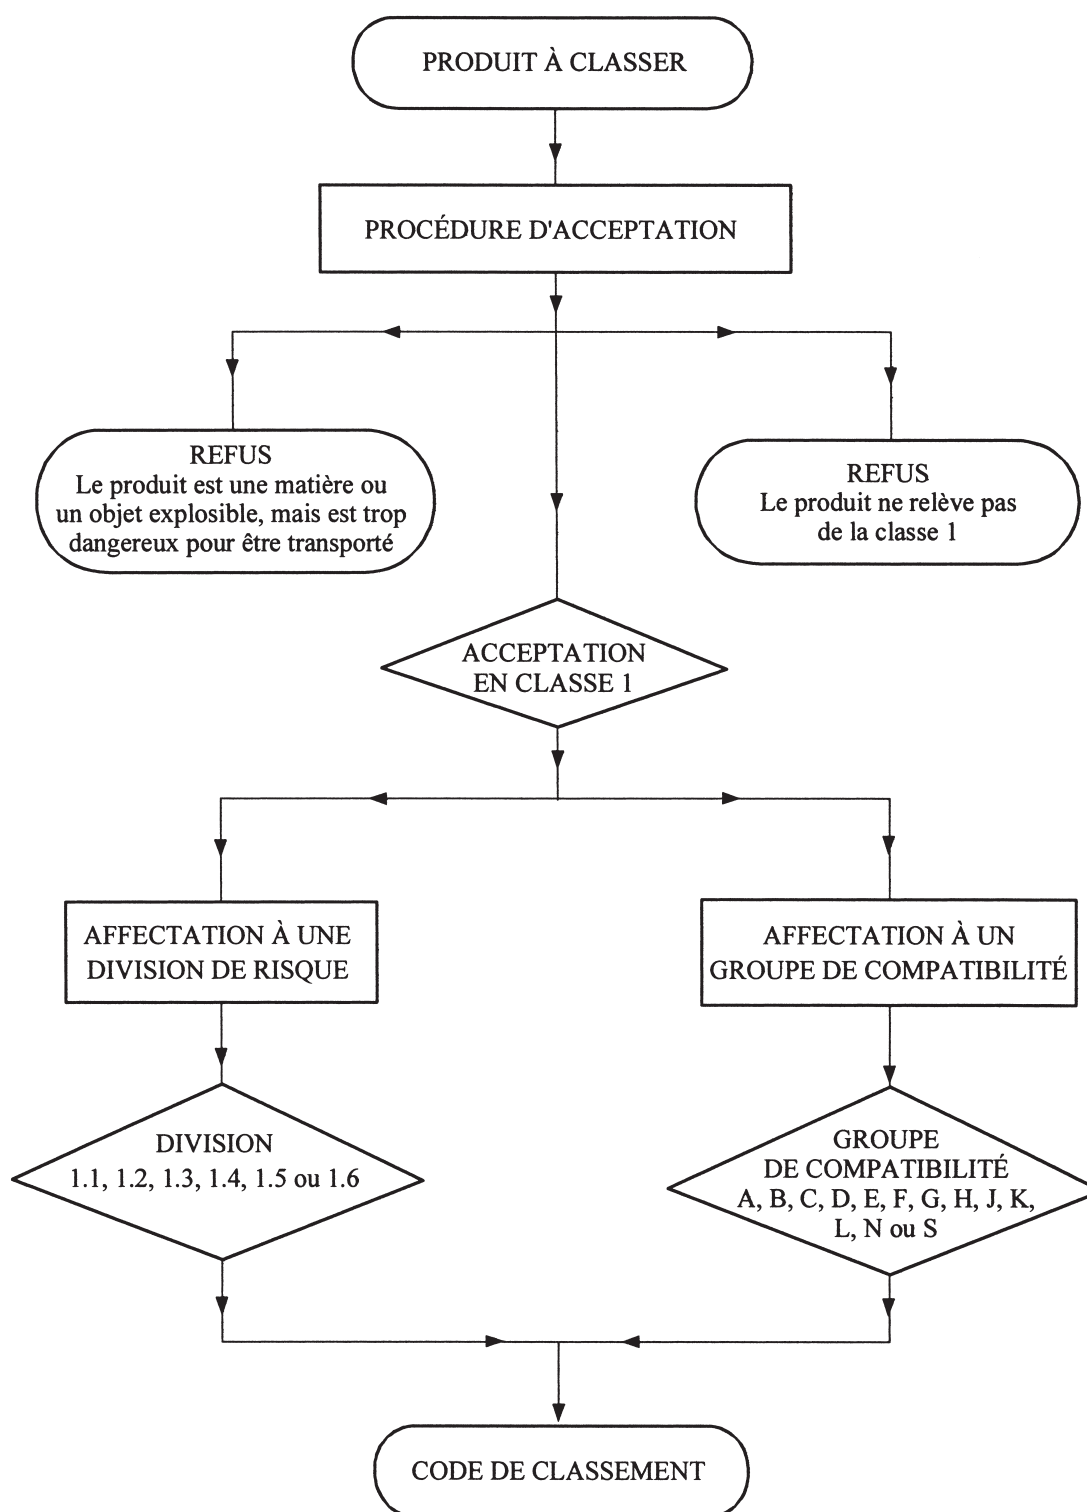 PRODUIT À CLASSER
PROCÉDURE D'ACCEPTATION
REFUS
Le produit est une matière ou
un objet explosible, mais est trop
dangereux pour être transporté
REFUS
Le produit ne relève pas
de la classe 1
ACCEPTATION
EN CLASSE 1
AFFECTATION À UNE
DIVISION DE RISQUE
AFFECTATION À UN
GROUPE DE COMPATIBILITÉ
DIVISION
1.1, 1.2, 1.3, 1.4, 1.5 ou 1.6
GROUPE
DE COMPATIBILITÉ
A, B, C, D, E, F, G, H, J, K,
L, N ou S
CODE DE CLASSEMENT